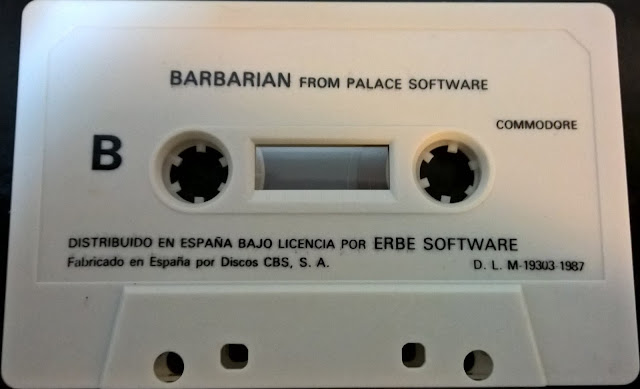 BARBARIAN FROM PALACE SOFTWARE
COMMODORE
B
DISTRIBUIDO EN ESPAÑA BAJO LICENCIA POR ERBE SOFTWARE
Fabricado en España por Discos CBS, S. A. D. L. M-19303-1987